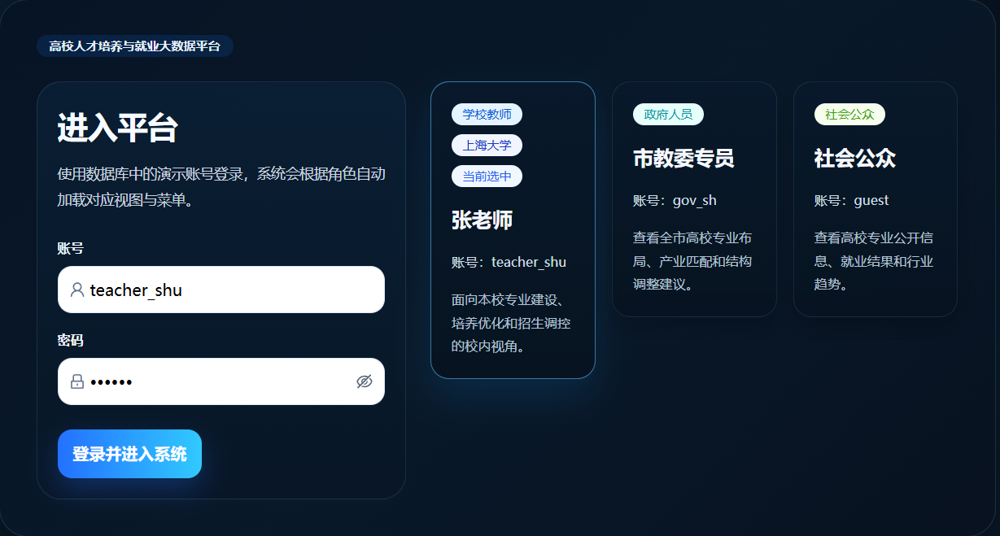 高校人才培养与就业大数据平台
进入平台
使用数据库中的演示账号登录，系统会根据角色自动
加载对应视图与菜单。
账号
teacher_shu
密码
••••••
登录并进入系统
学校教师
上海大学
当前选中
张老师
账号：teacher_shu
面向本校专业建设、
培养优化和招生调控
的校内视角。
政府人员
市教委专员
账号：gov_sh
查看全市高校专业布
局、产业匹配和结构
调整建议。
社会公众
社会公众
账号：guest
查看高校专业公开信
息、就业结果和行业
趋势。